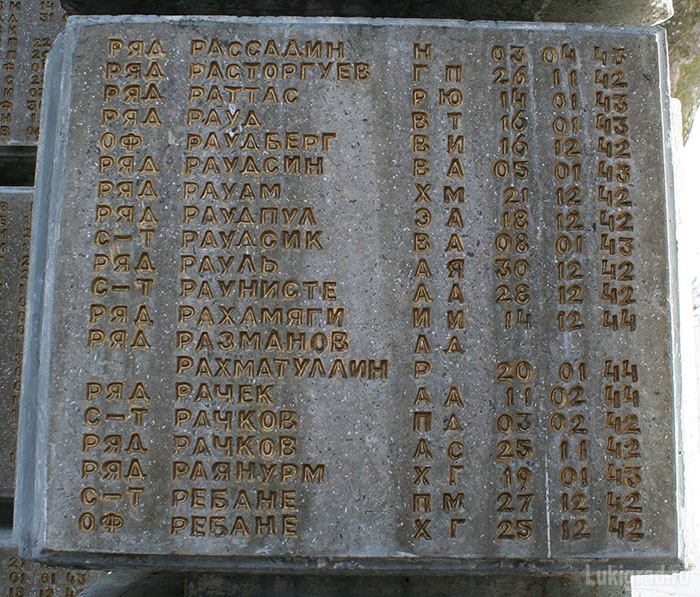 РЯД РАССАДИН Н 03 04 43
РЯД РАСТОРГУЕВ Г П 26 11 42
РЯД РАТТАС Р Ю 14 01 43
РЯД РАУД В Т 16 01 43
ОФ РАУДБЕРГ В И 16 12 42
РЯД РАУДСИН В А 05 01 43
РЯД РАУАМ Х М 21 12 42
РЯД РАУДПУЛ Э А 18 12 42
С-Т РАУДСИК В А 08 01 43
РЯД РАУЛЬ А Я 30 12 42
С-Т РАУНИСТЕ А А 28 12 42
РЯД РАХАМЯГИ И И 14 12 44
РЯД РАЗМАНОВ А Д
РАХМАТУЛЛИН Р 20 01 44
РЯД РАЧЕК А А 11 02 44
С-Т РАЧКОВ П Д 03 02 42
РЯД РАЧКОВ А С 25 11 42
РЯД РАЯНУРМ Х Г 19 01 43
С-Т РЕБАНЕ П М 27 12 42
ОФ РЕБАНЕ Х Г 25 12 42
Lukigrad.ru